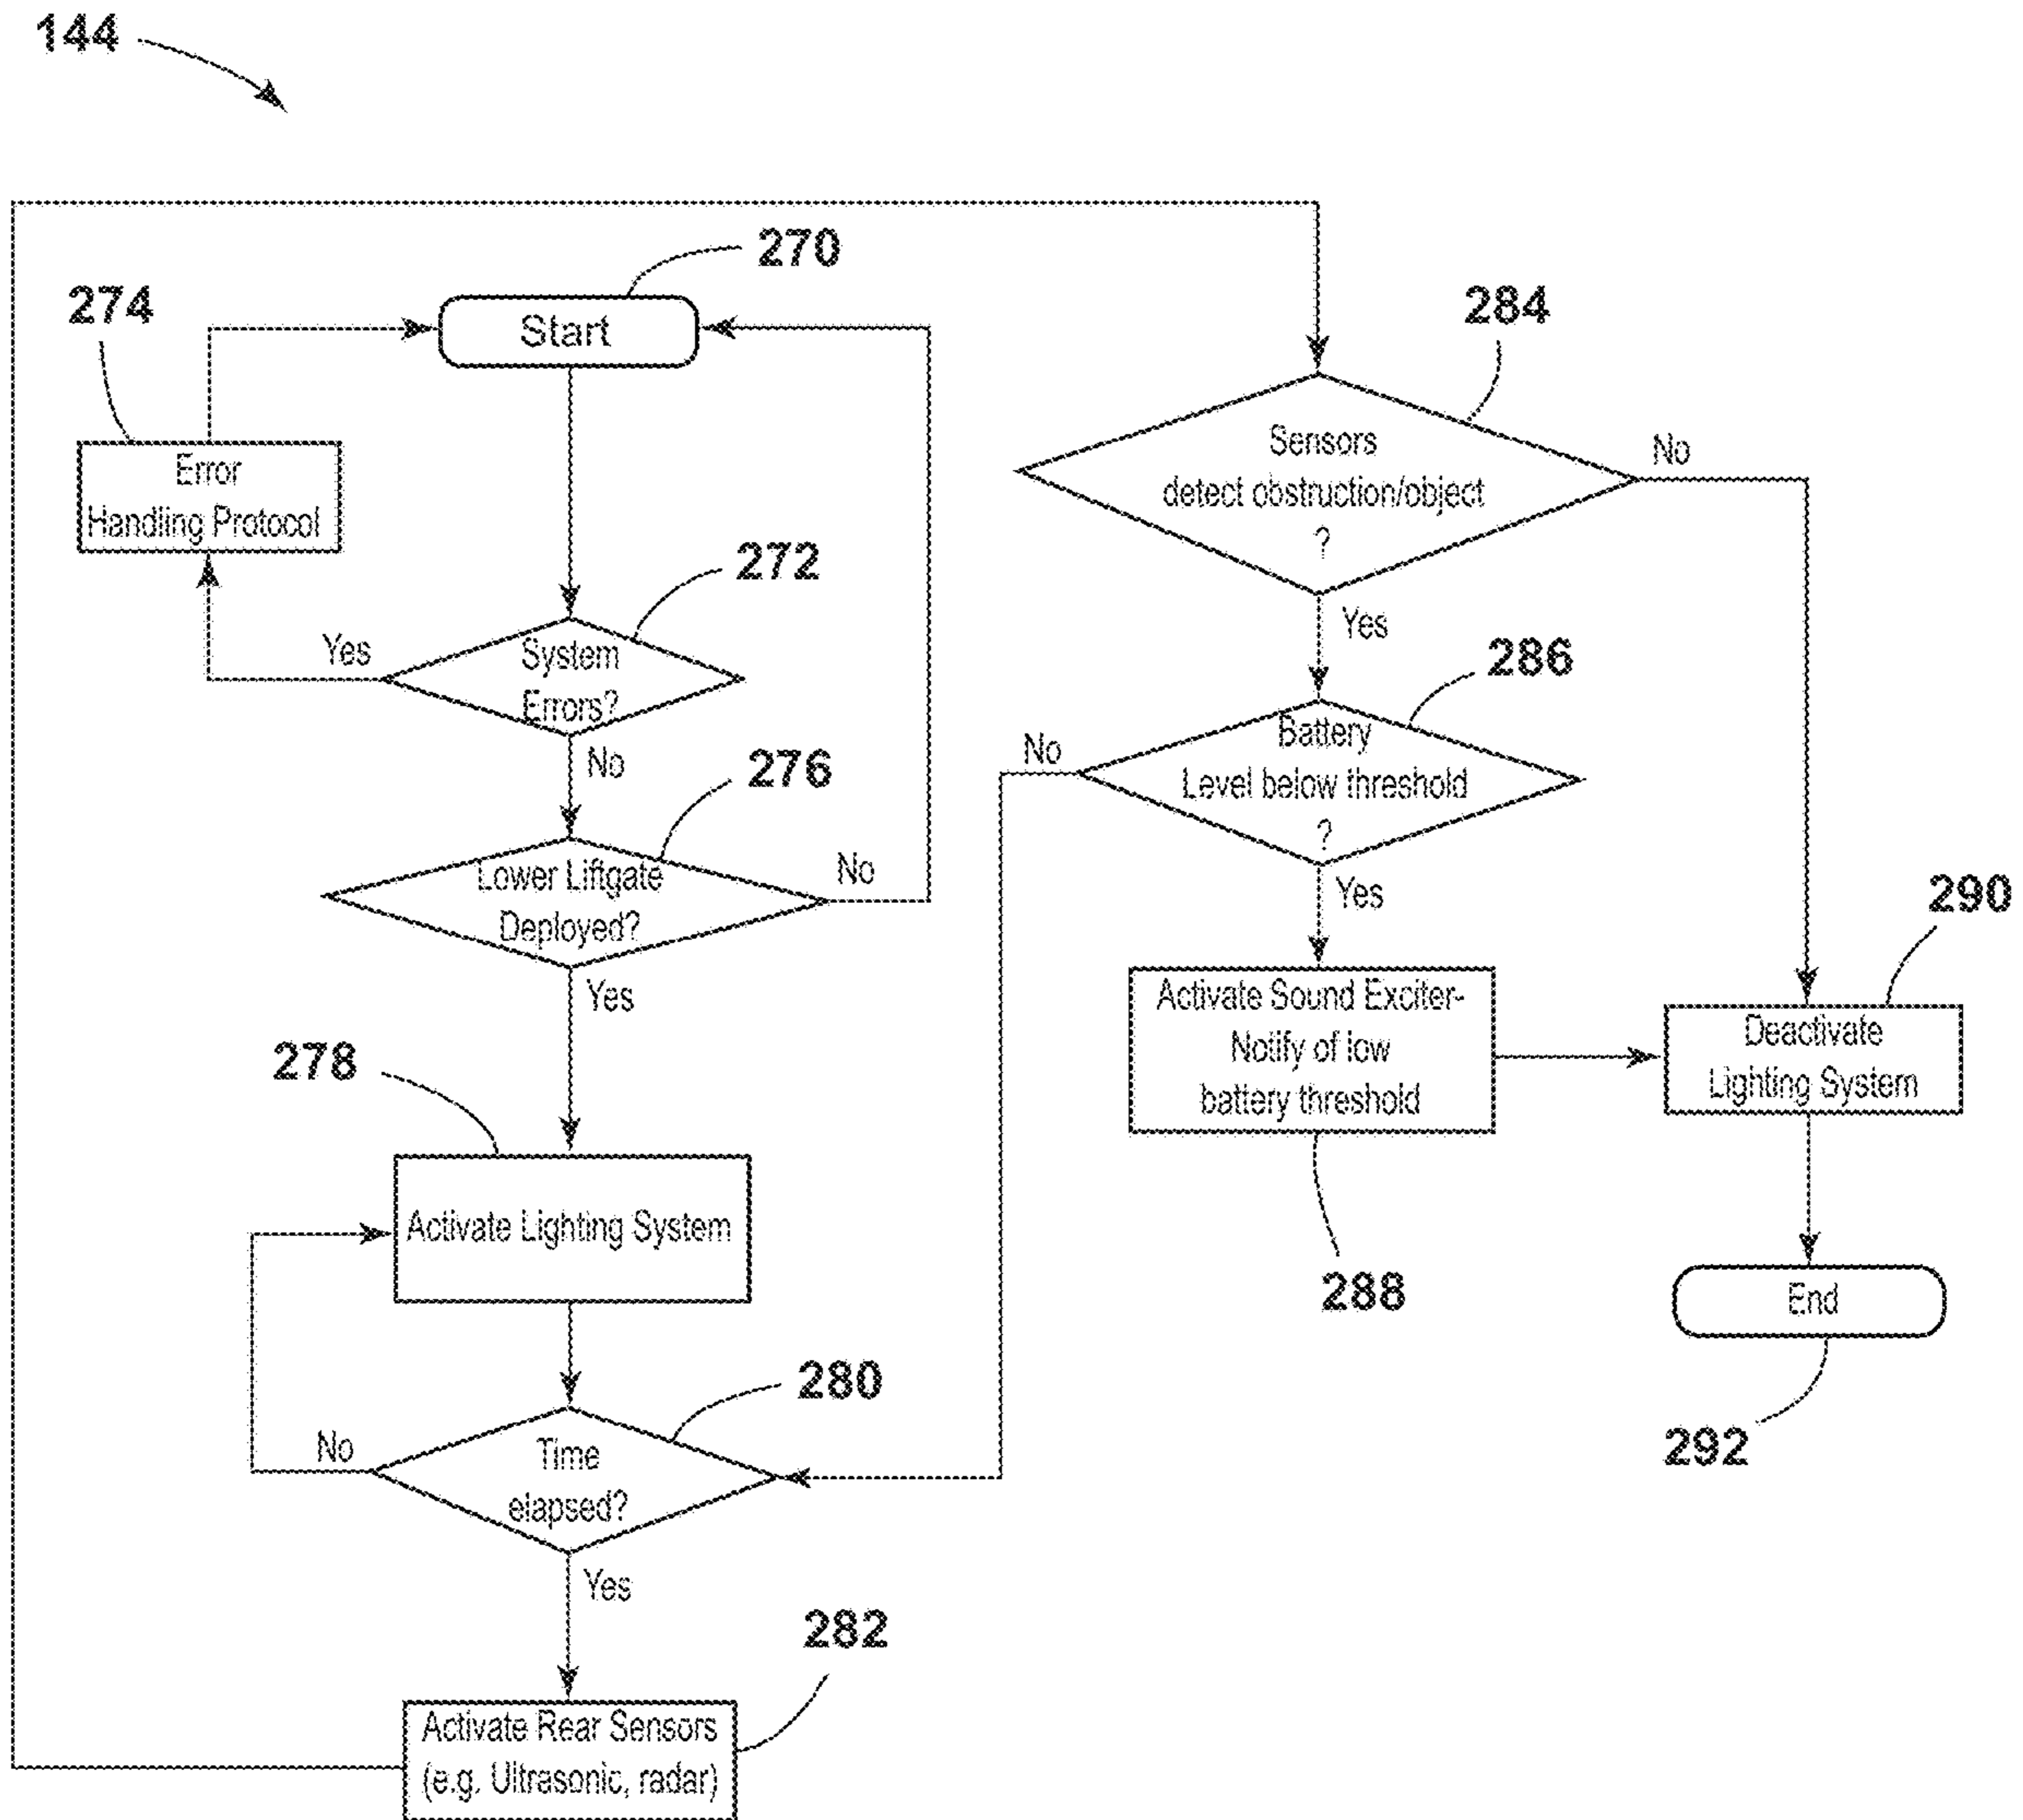 144
270
Start
274
Error
Handling Protocol
272
System
Errors?
Yes
No
276
Lower Liftgate
Deployed?
No
Yes
278
Activate Lighting System
280
Time
elapsed?
No
Yes
282
Activate Rear Sensors
(e.g. Ultrasonic, radar)
284
Sensors
detect obstruction/object
?
No
Yes
286
Battery
Level below threshold
?
No
Yes
Activate Sound Exciter-
Notify of low
battery threshold
288
290
Deactivate
Lighting System
End
292